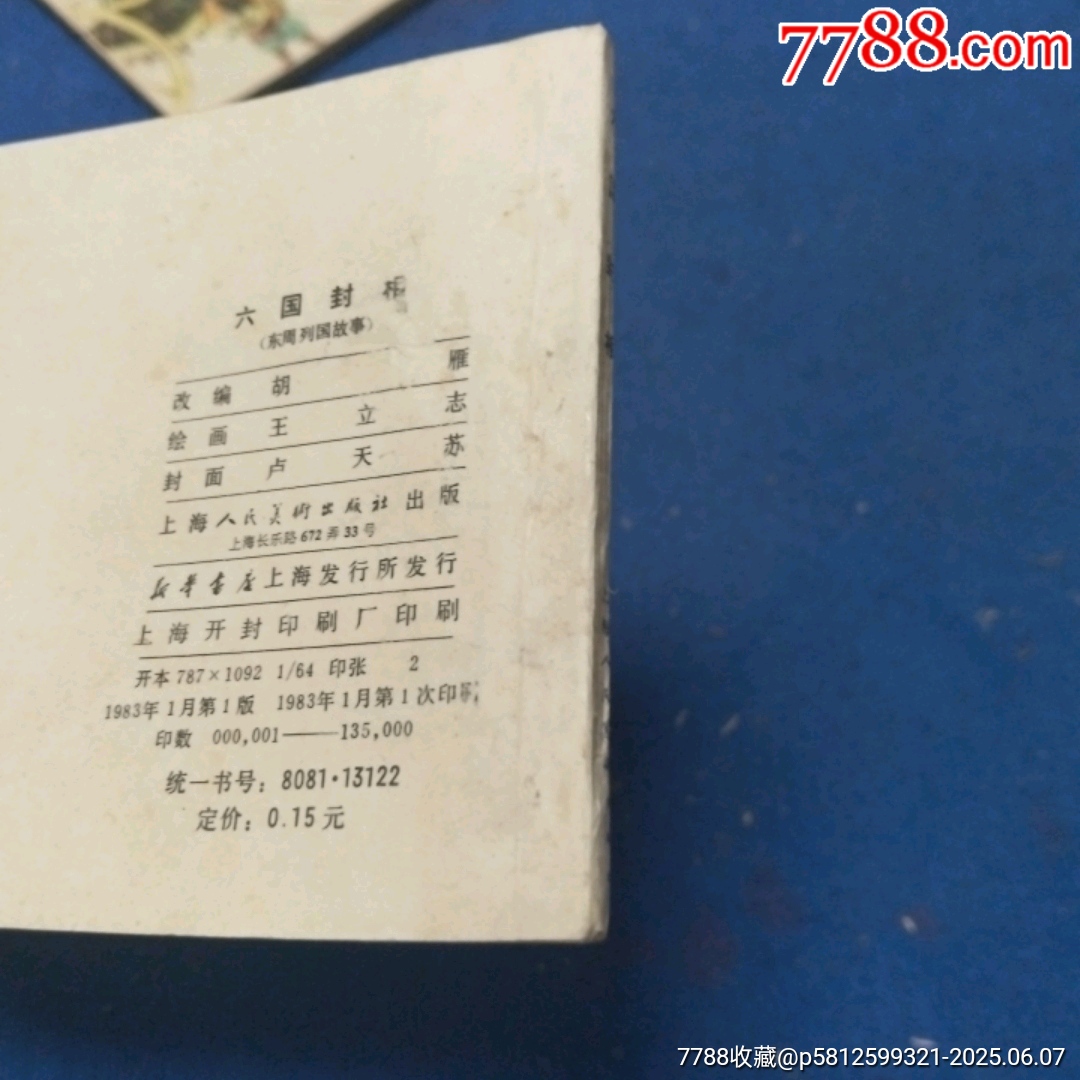 7788.com
六国封相
（东周列国故事）
改编 胡 雁
绘画 王立志
封面 卢天苏
上海人民美术出版社出版
上海长乐路672弄33号
新华书店上海发行所发行
上海开封印刷厂印刷
开本 787×1092 1/64 印张 2
1983年1月第1版 1983年1月第1次印刷
印数 000,001——135,000
统一书号：8081·13122
定价：0.15元
7788收藏@p5812599321-2025.06.07